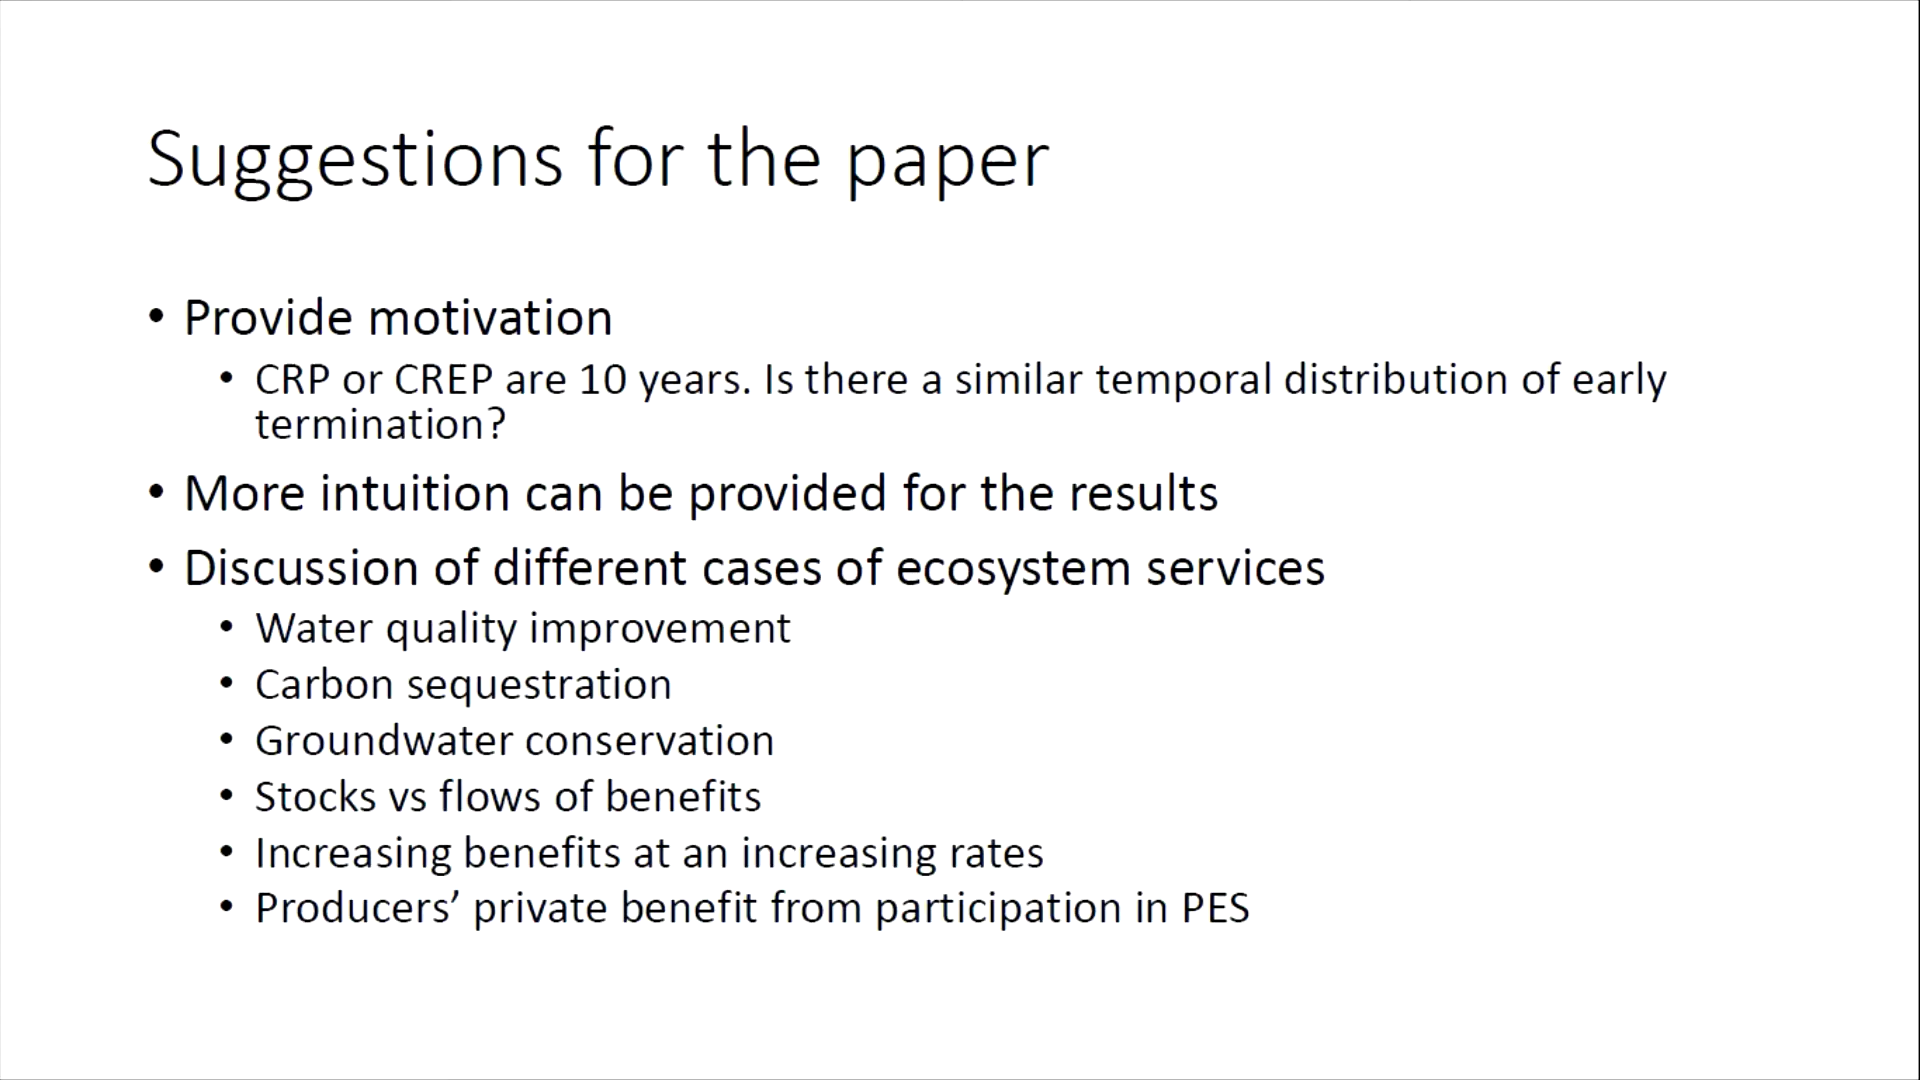 Suggestions for the paper
• Provide motivation
• CRP or CREP are 10 years. Is there a similar temporal distribution of early
termination?
• More intuition can be provided for the results
• Discussion of different cases of ecosystem services
• Water quality improvement
• Carbon sequestration
• Groundwater conservation
• Stocks vs flows of benefits
• Increasing benefits at an increasing rates
• Producers’ private benefit from participation in PES